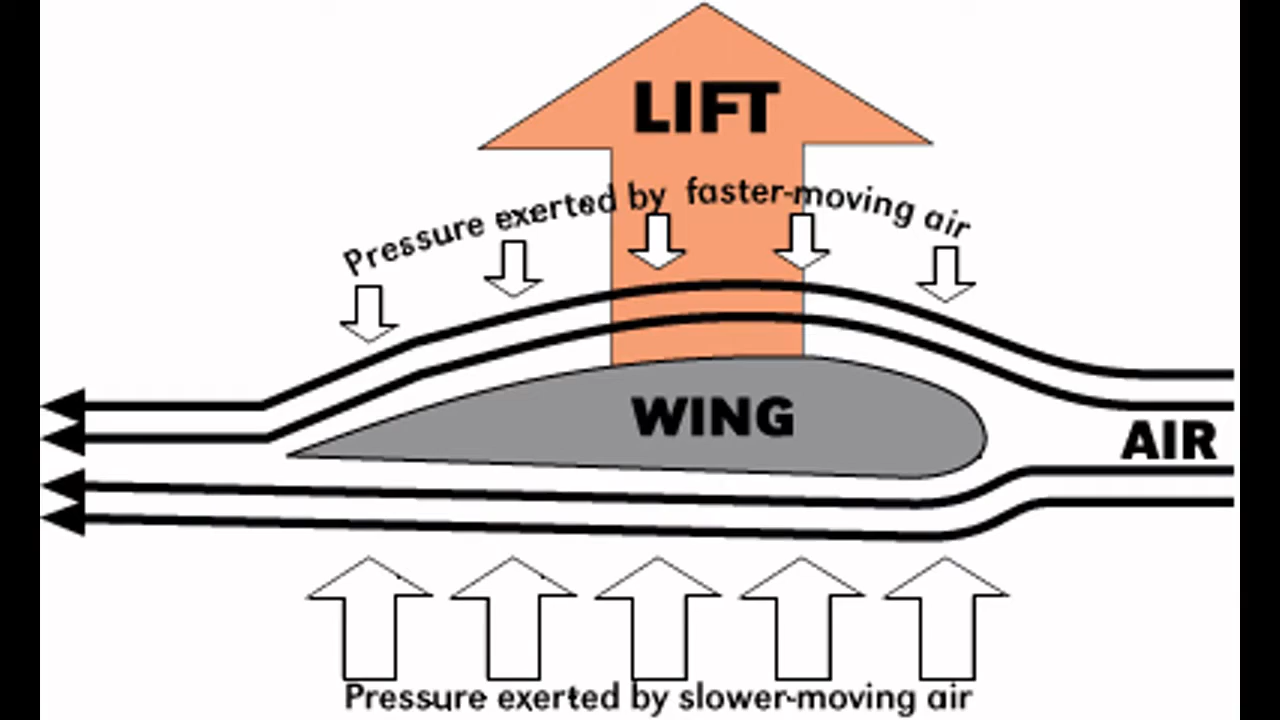 LIFT
Pressure exerted by faster-moving air
WING
AIR
Pressure exerted by slower-moving air